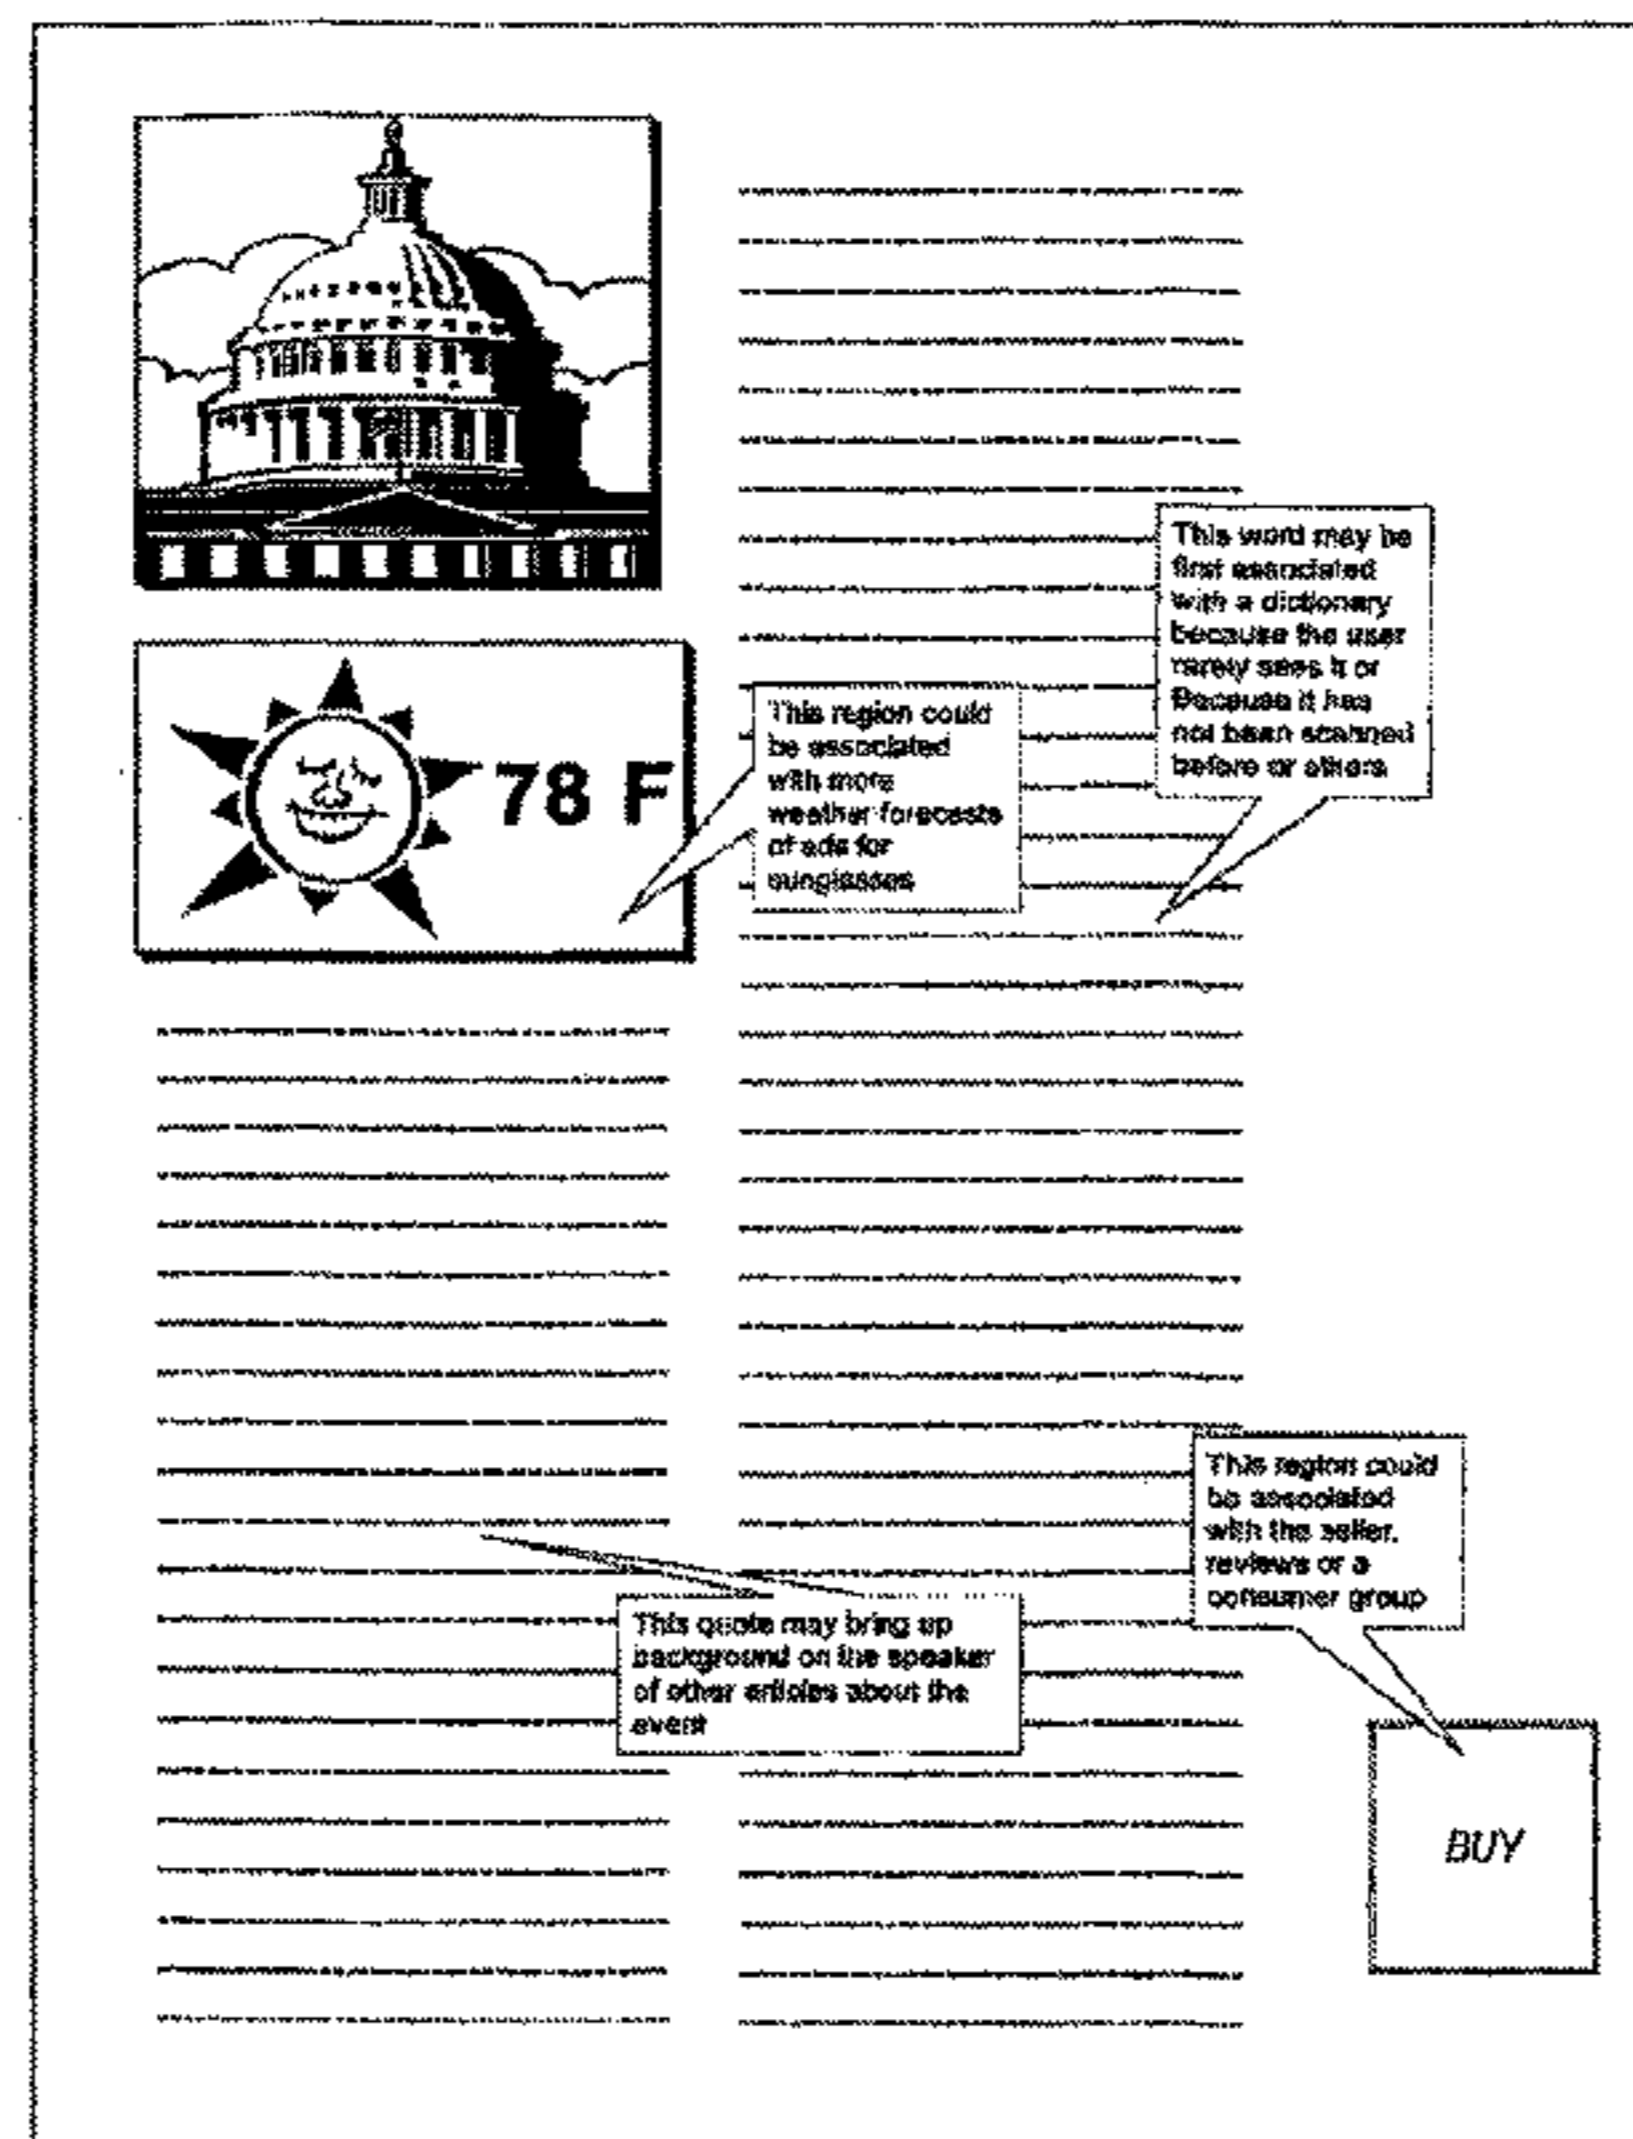 78 F
This region could
be associated
with more
weather forecasts
of ads for
sunglasses
This word may be
first associated
with a dictionary
because the user
rarely sees it or
Because it has
not been scanned
before or others
This region could
be associated
with the seller,
reviews or a
consumer group
This quote may bring up
background on the speaker
of other articles about the
event
BUY